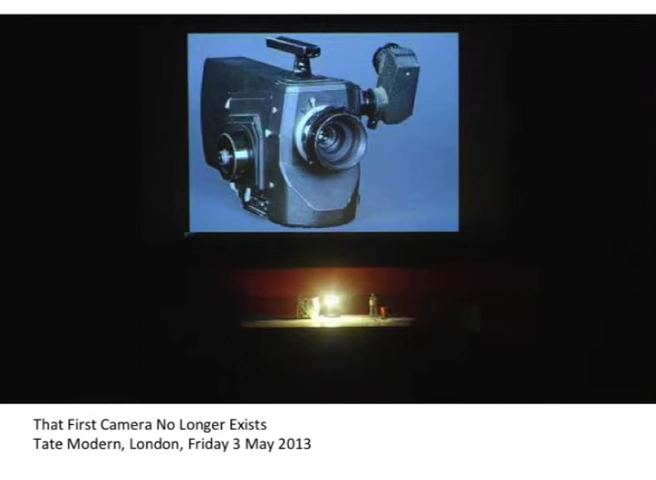 That First Camera No Longer Exists
Tate Modern, London, Friday 3 May 2013